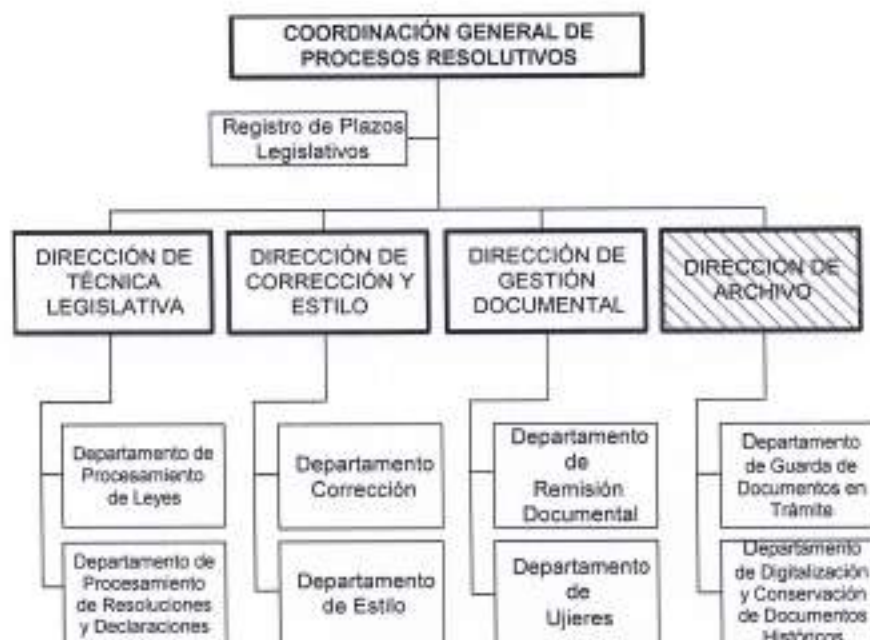 COORDINACIÓN GENERAL DE
PROCESOS RESOLUTIVOS
Registro de Plazos
Legislativos
DIRECCIÓN DE
TÉCNICA
LEGISLATIVA
DIRECCIÓN DE
CORRECCIÓN Y
ESTILO
DIRECCIÓN DE
GESTIÓN
DOCUMENTAL
DIRECCIÓN DE
ARCHIVO
Departamento de
Procesamiento
de Leyes
Departamento
Corrección
Departamento
de
Remisión
Documental
Departamento
de Guarda de
Documentos en
Trámite
Departamento de
Procesamiento
de Resoluciones
y Declaraciones
Departamento
de Estilo
Departamento
de
Ujieres
Departamento
de Digitalización
y Conservación
de Documentos
Históricos